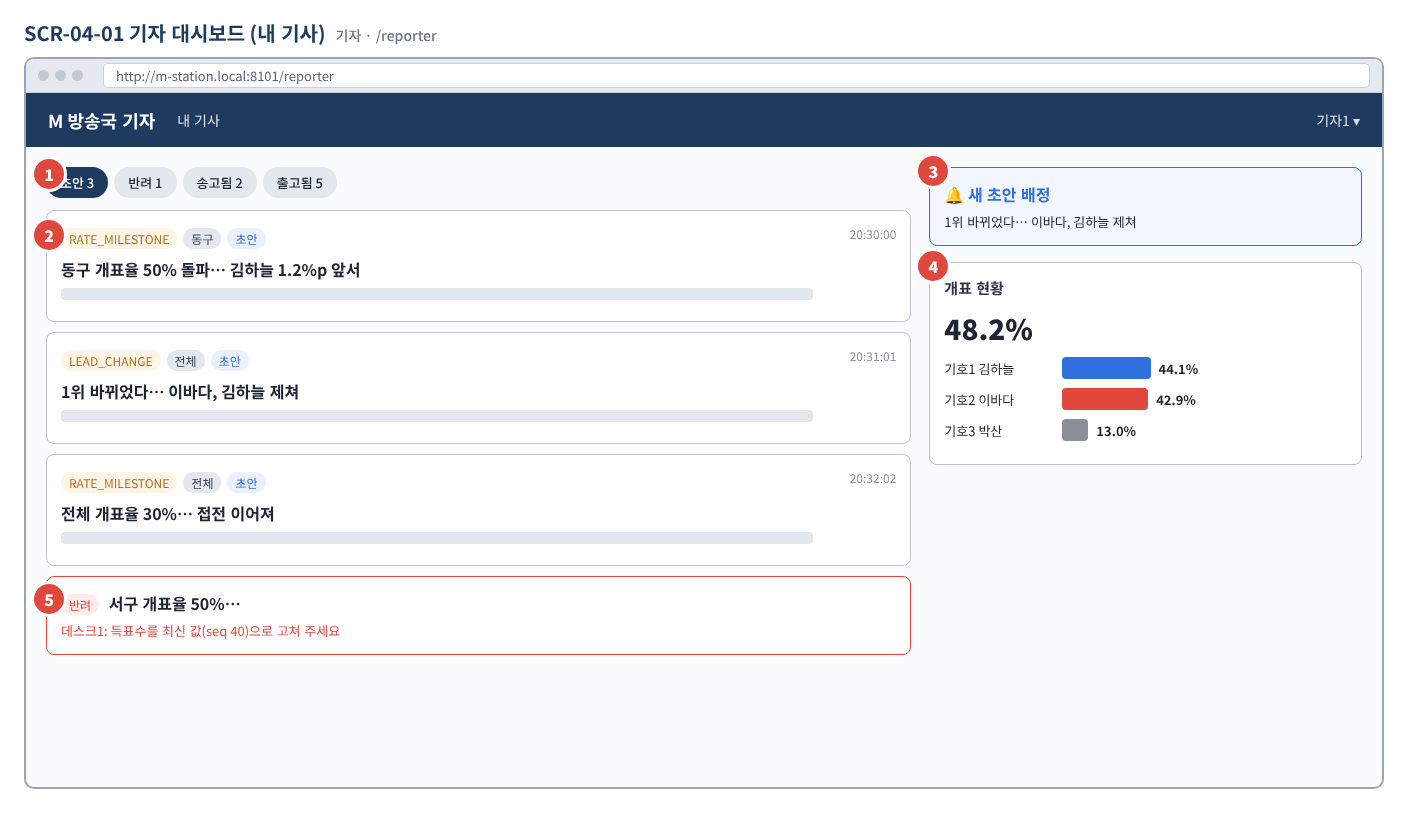 SCR-04-01 기자 대시보드 (내 기사) 기자 · /reporter
http://m-station.local:8101/reporter
M 방송국 기자 내 기사 기자1 ▾
1 초안 3 반려 1 송고됨 2 출고됨 5
2 RATE_MILESTONE 동구 초안 20:30:00
동구 개표율 50% 돌파… 김하늘 1.2%p 앞서
LEAD_CHANGE 전체 초안 20:31:01
1위 바뀌었다… 이바다, 김하늘 제쳐
RATE_MILESTONE 전체 초안 20:32:02
전체 개표율 30%… 접전 이어져
5 반려 서구 개표율 50%…
데스크1: 득표수를 최신 값(seq 40)으로 고쳐 주세요
3 🔔 새 초안 배정
1위 바뀌었다… 이바다, 김하늘 제쳐
4 개표 현황
48.2%
기호1 김하늘 44.1%
기호2 이바다 42.9%
기호3 박산 13.0%